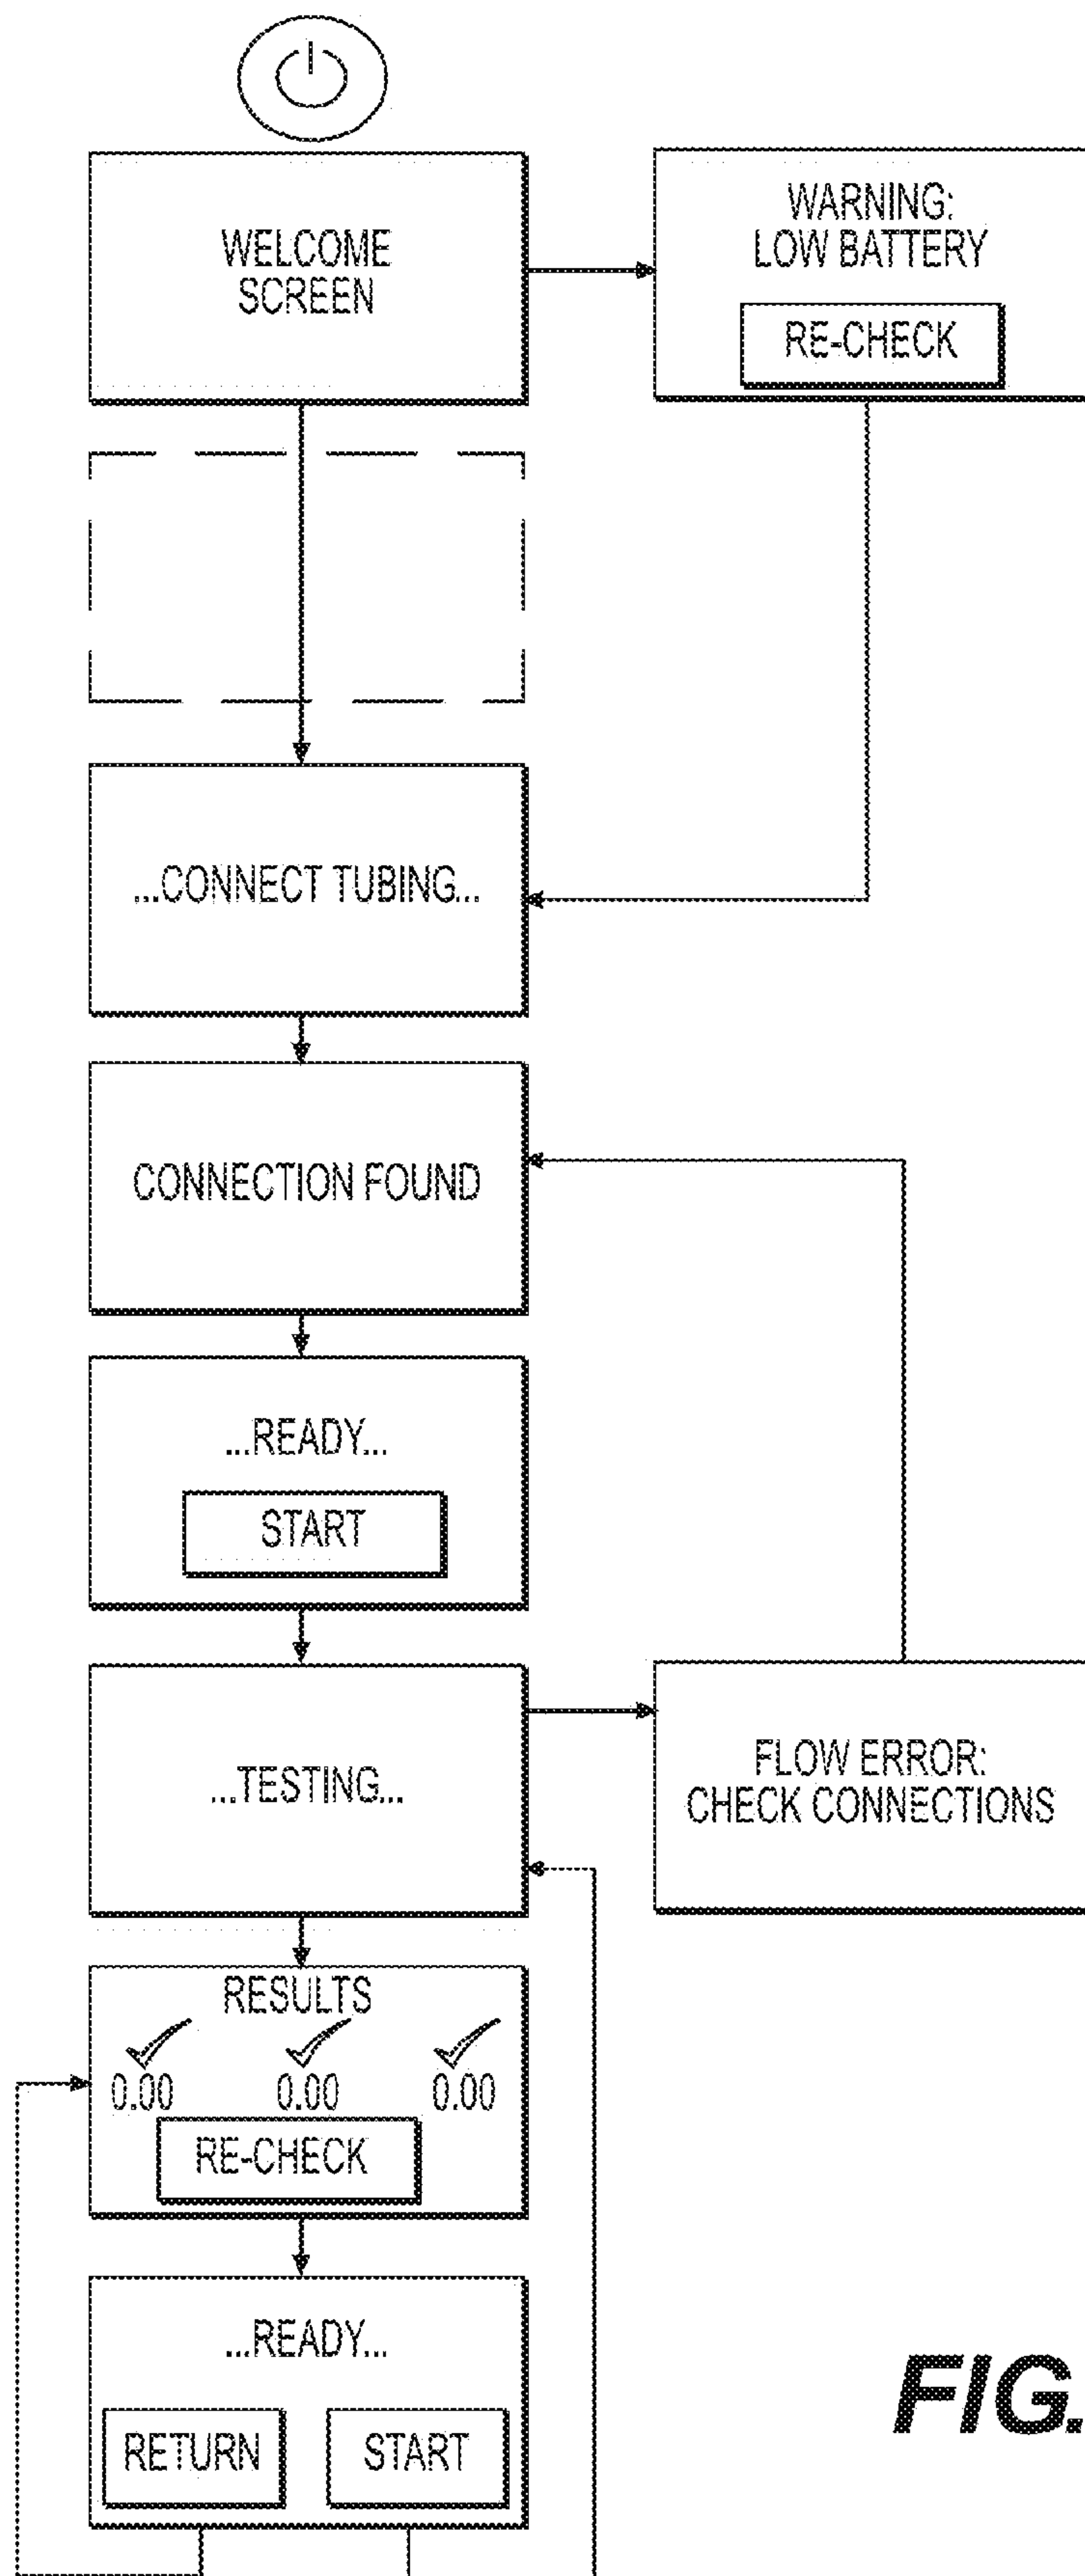 WELCOME
SCREEN
WARNING:
LOW BATTERY
RE-CHECK
...CONNECT TUBING...
CONNECTION FOUND
...READY...
START
...TESTING...
FLOW ERROR:
CHECK CONNECTIONS
RESULTS
0.00 0.00 0.00
RE-CHECK
...READY...
RETURN START
FIG.